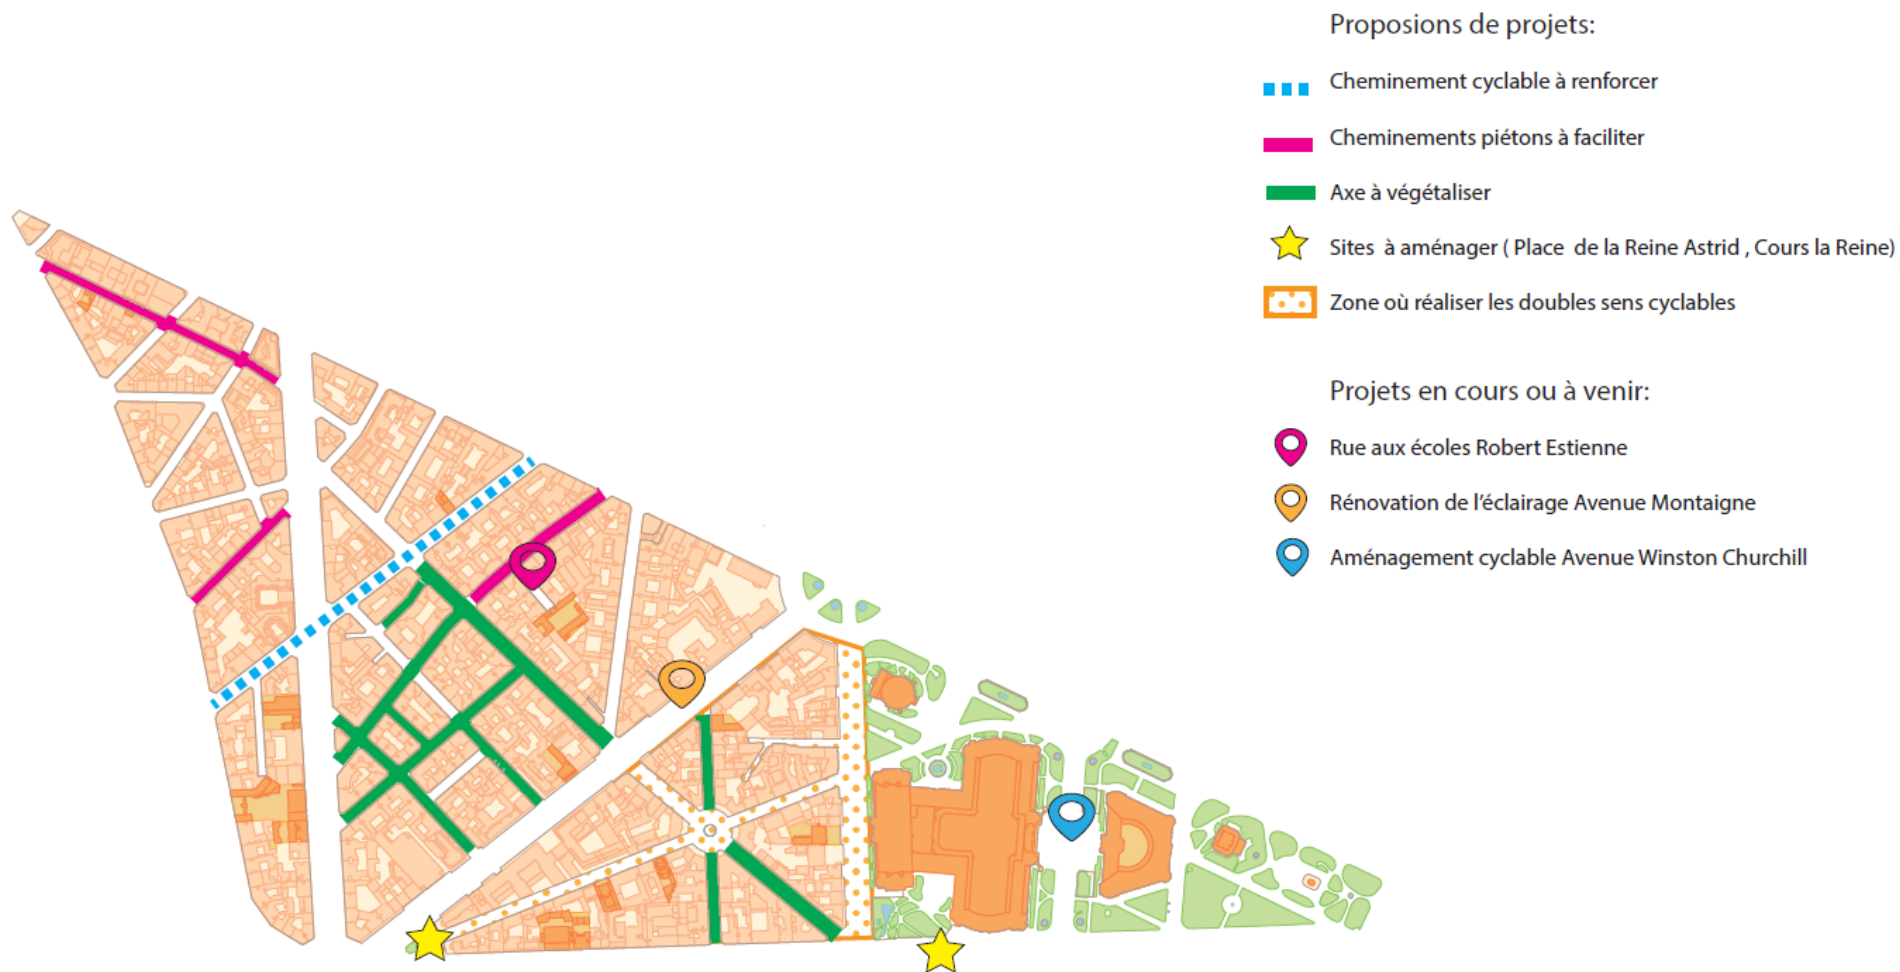 Proposions de projets:
Cheminement cyclable à renforcer
Cheminements piétons à faciliter
Axe à végétaliser
Sites à aménager ( Place de la Reine Astrid , Cours la Reine)
Zone où réaliser les doubles sens cyclables
Projets en cours ou à venir:
Rue aux écoles Robert Estienne
Rénovation de l'éclairage Avenue Montaigne
Aménagement cyclable Avenue Winston Churchill